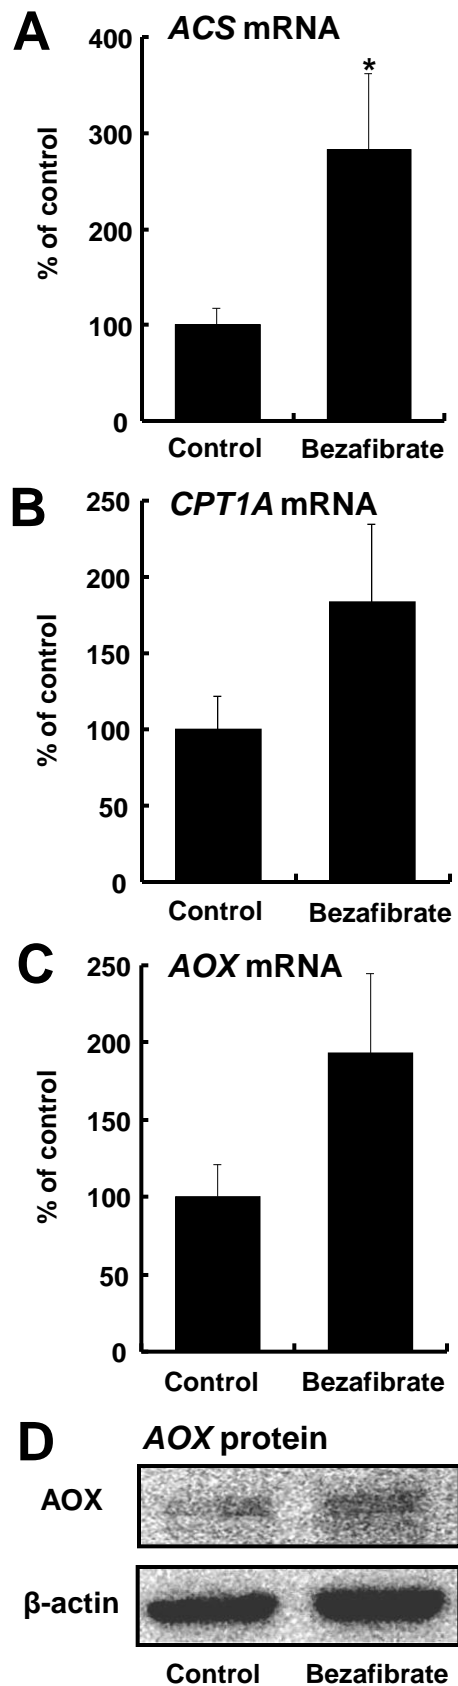 A
ACS mRNA
400
300
200
100
0
% of control
*
Control Bezafibrate
B
CPT1A mRNA
250
200
150
100
50
0
% of control
Control Bezafibrate
C
AOX mRNA
250
200
150
100
50
0
% of control
Control Bezafibrate
D
AOX protein
AOX
β-actin
Control Bezafibrate